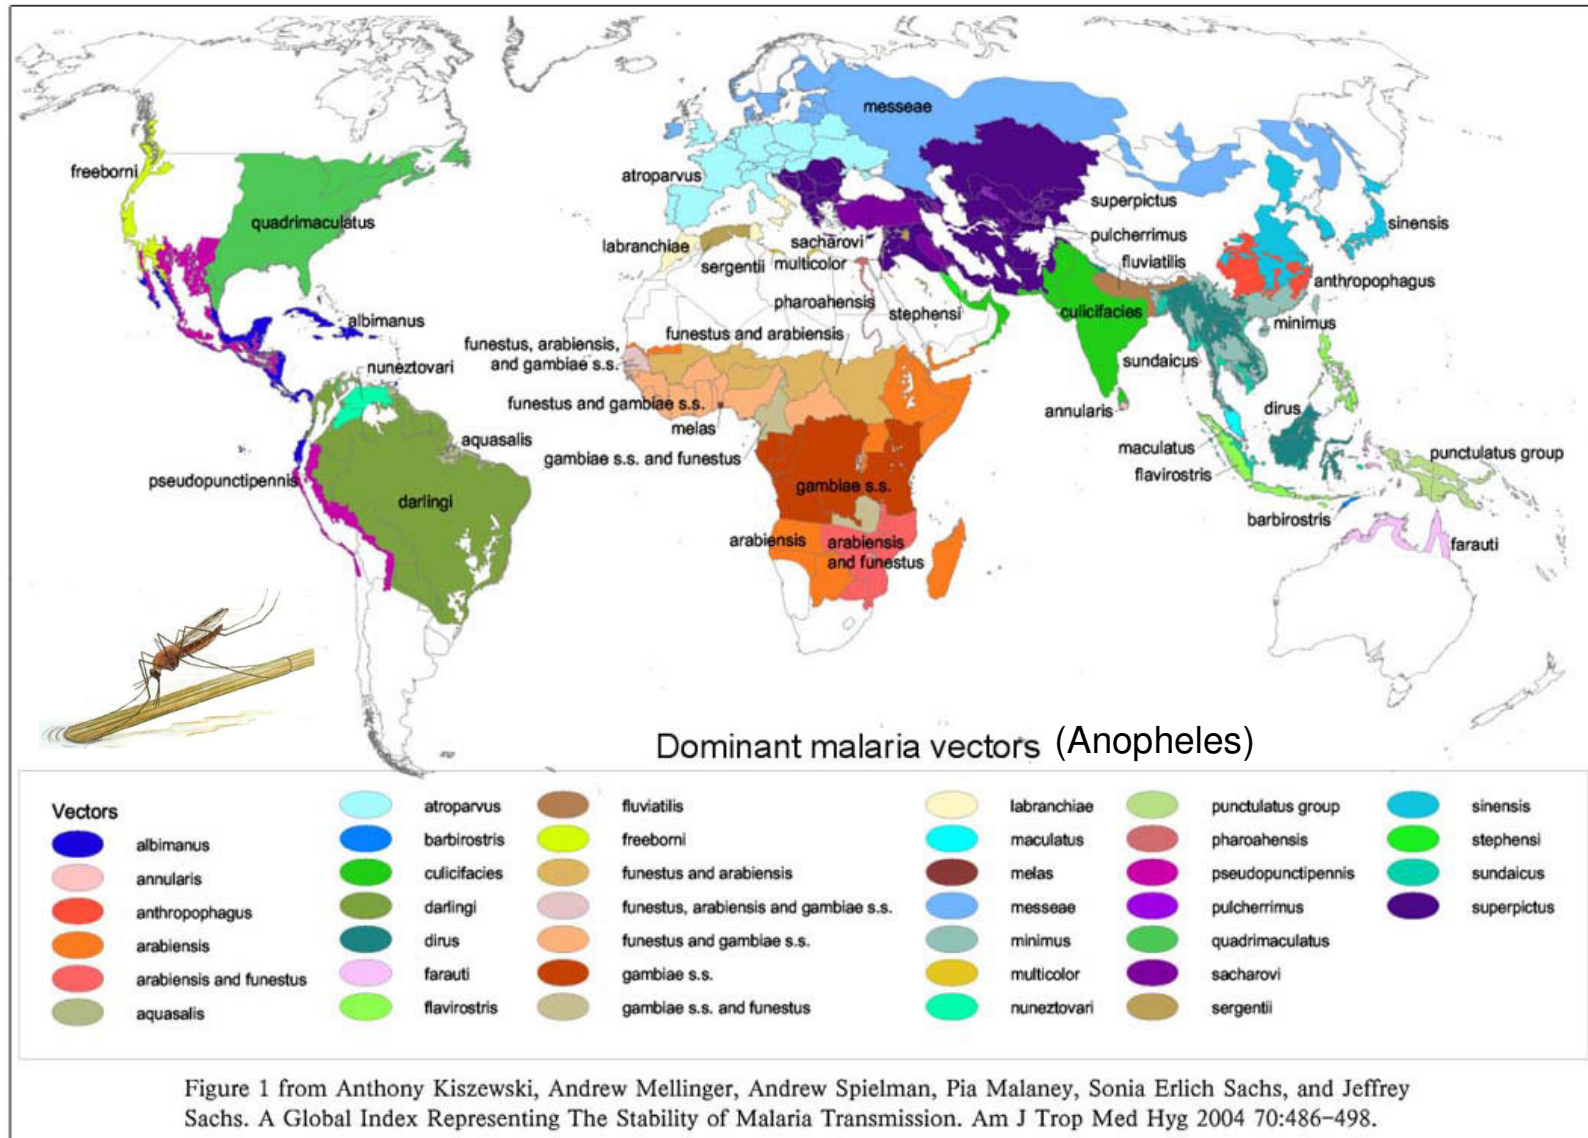 messeae
freeborni
atroparvus
quadrimaculatus
superpictus
sinensis
pulcherrimus
labranchiae
sacharovi
sergentii
multicolor
fluviatilis
anthropophagus
pharoahensis
stephensi
culicifacies
albimanus
funestus and arabiensis
minimus
funestus, arabiensis,
and gambiae s.s.
nuneztovari
sundaicus
funestus and gambiae s.s.
annularis
dirus
melas
aquasalis
maculatus
punctulatus group
gambiae s.s. and funestus
flavirostris
pseudopunctipennis
darlingi
gambiae s.s.
barbirostris
arabiensis
arabiensis
and funestus
farauti
Dominant malaria vectors (Anopheles)
Vectors
albimanus
annularis
anthropophagus
arabiensis
arabiensis and funestus
aquasalis
atroparvus
barbirostris
culicifacies
darlingi
dirus
farauti
flavirostris
fluviatilis
freeborni
funestus and arabiensis
funestus, arabiensis and gambiae s.s.
funestus and gambiae s.s.
gambiae s.s.
gambiae s.s. and funestus
labranchiae
maculatus
melas
messeae
minimus
multicolor
nuneztovari
punctulatus group
pharoahensis
pseudopunctipennis
pulcherrimus
quadrimaculatus
sacharovi
sergentii
sinensis
stephensi
sundaicus
superpictus
Figure 1 from Anthony Kiszewski, Andrew Mellinger, Andrew Spielman, Pia Malaney, Sonia Erlich Sachs, and Jeffrey
Sachs. A Global Index Representing The Stability of Malaria Transmission. Am J Trop Med Hyg 2004 70:486–498.